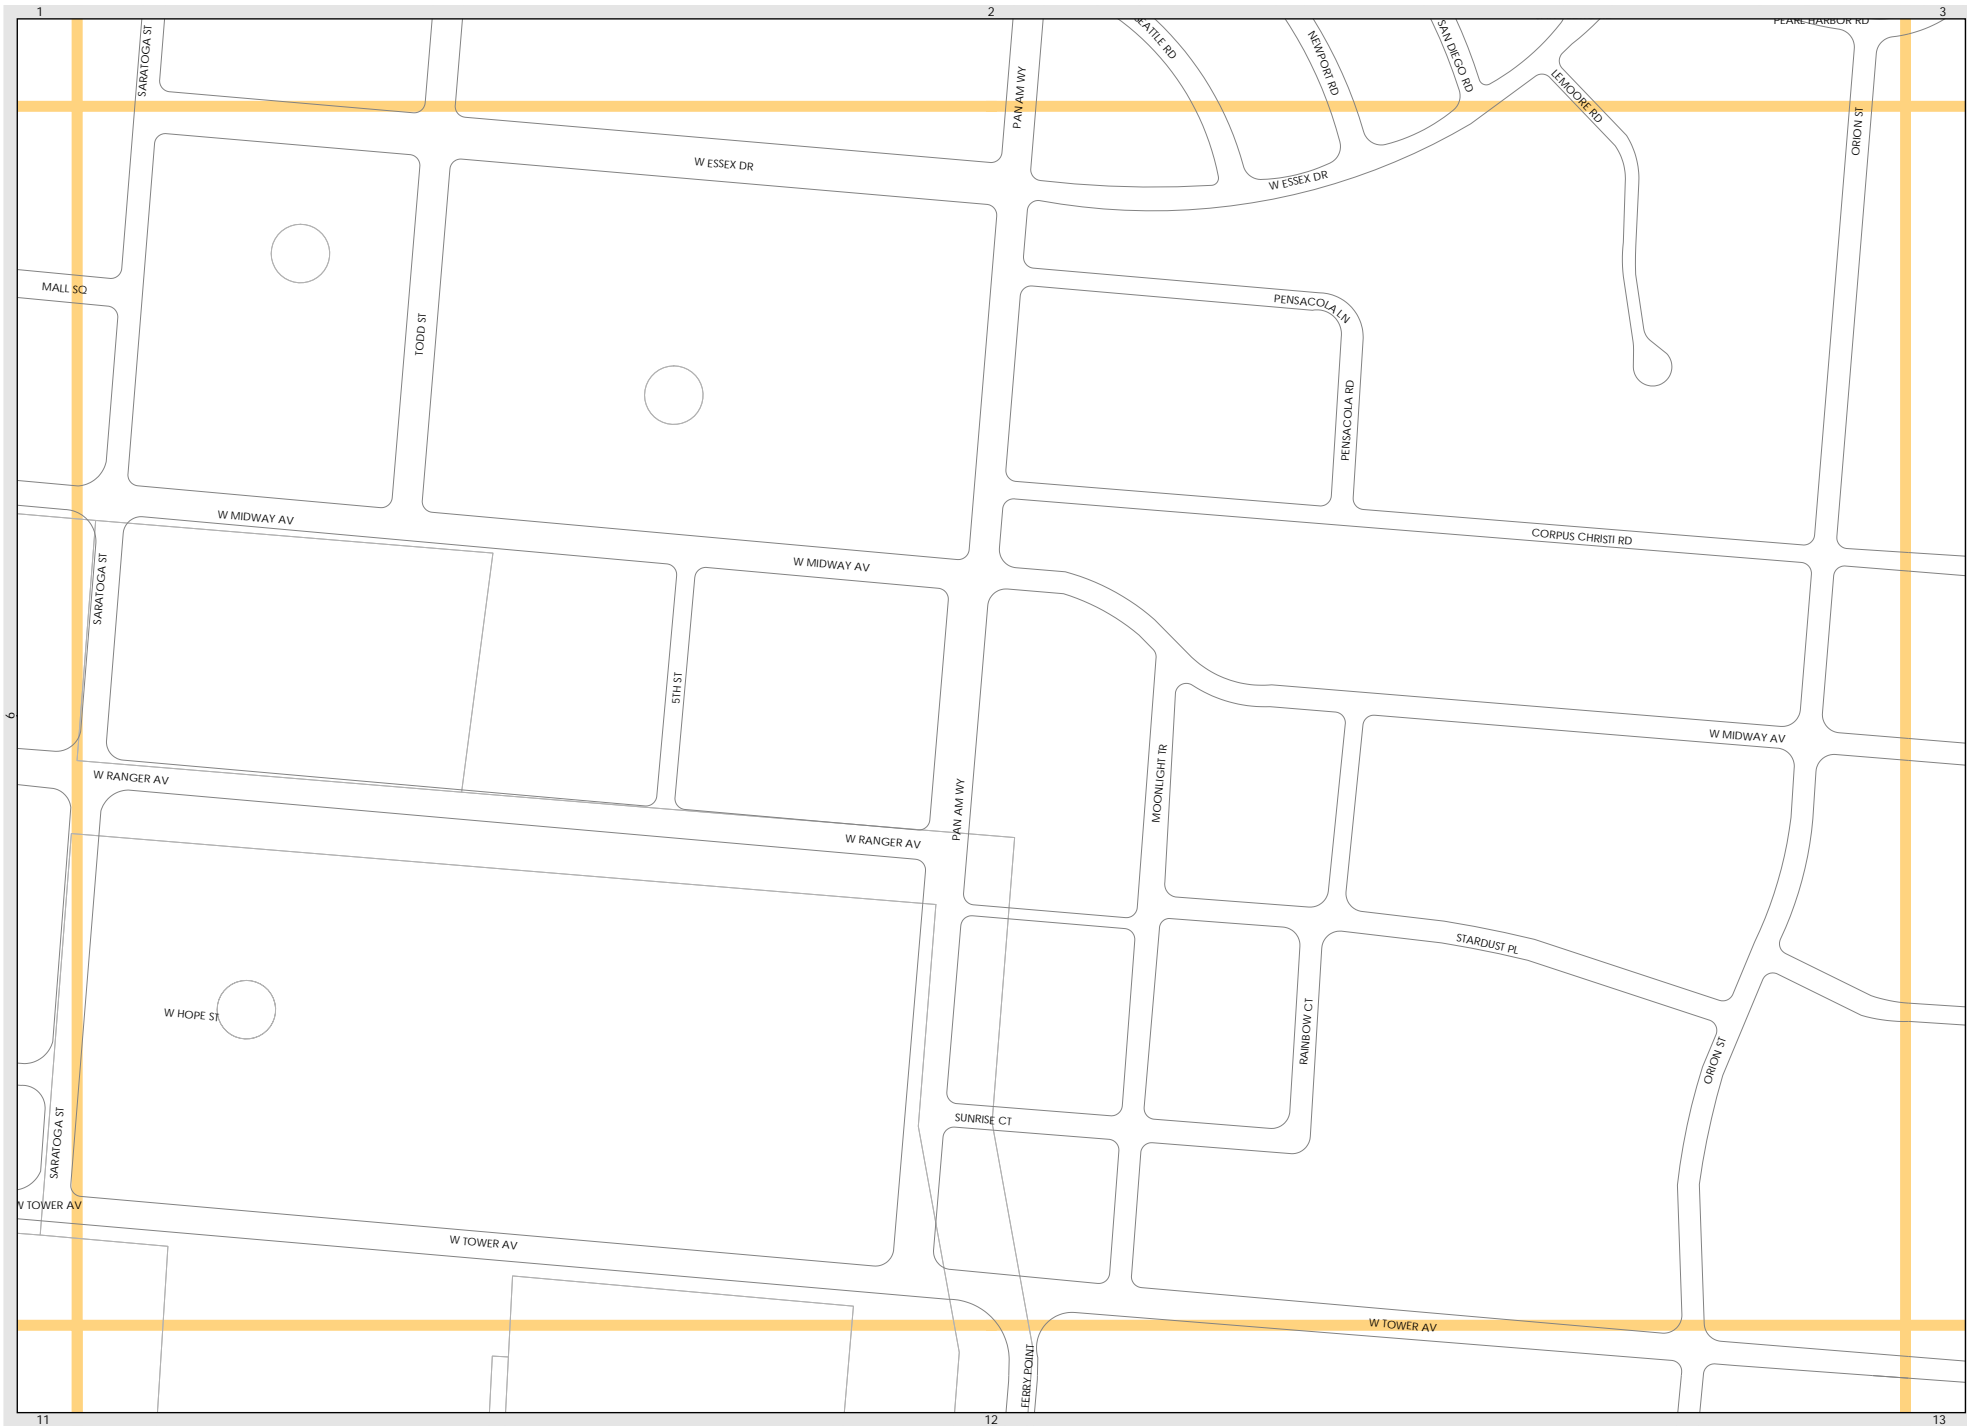 1
2
3
SARATOGA ST
PAN AM WY
SEATTLE RD
NEWPORT RD
SAN DIEGO RD
LEMOORE RD
PEARL HARBOR RD
ORION ST
W ESSEX DR
W ESSEX DR
MALL SQ
TODD ST
PENSACOLA LN
PENSACOLA RD
W MIDWAY AV
W MIDWAY AV
CORPUS CHRISTI RD
SARATOGA ST
5TH ST
6
W RANGER AV
W RANGER AV
PAN AM WY
MOONLIGHT TR
W MIDWAY AV
STARDUST PL
W HOPE ST
RAINBOW CT
ORION ST
SARATOGA ST
SUNRISE CT
W TOWER AV
W TOWER AV
W TOWER AV
FERRY POINT
11
12
13